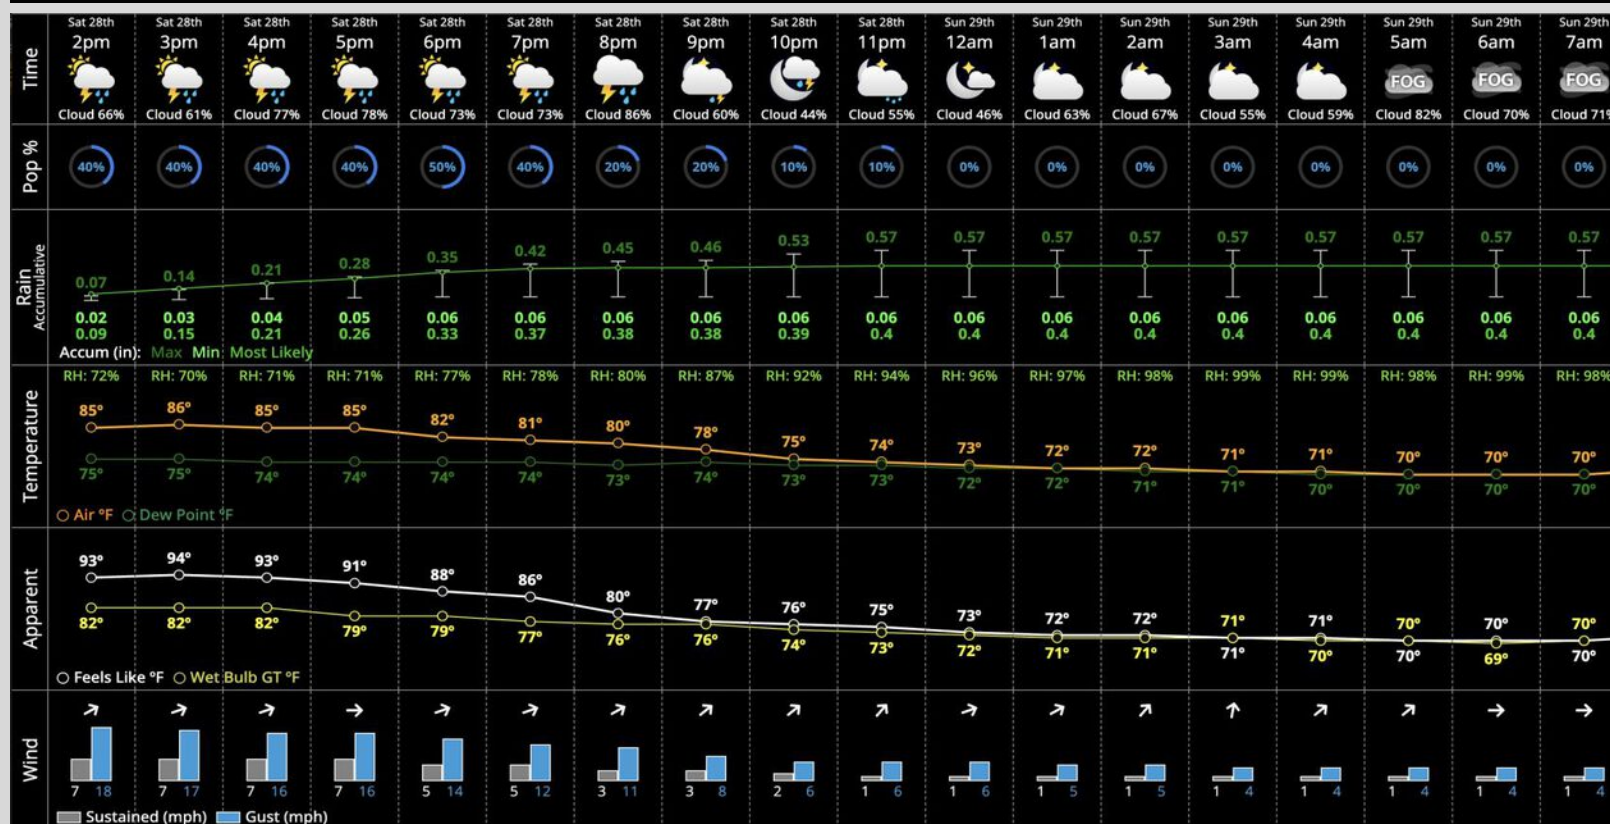 Sat 28th Sat 28th Sat 28th Sat 28th Sat 28th Sat 28th Sat 28th Sat 28th Sat 28th Sat 28th Sun 29th Sun 29th Sun 29th Sun 29th Sun 29th Sun 29th Sun 29th Sun 29th
Time
2pm 3pm 4pm 5pm 6pm 7pm 8pm 9pm 10pm 11pm 12am 1am 2am 3am 4am 5am 6am 7am
FOG FOG FOG
Cloud 66% Cloud 61% Cloud 77% Cloud 78% Cloud 73% Cloud 73% Cloud 86% Cloud 60% Cloud 44% Cloud 55% Cloud 46% Cloud 63% Cloud 67% Cloud 55% Cloud 59% Cloud 82% Cloud 70% Cloud 71%
Pop %
40% 40% 40% 40% 50% 40% 20% 20% 10% 10% 0% 0% 0% 0% 0% 0% 0% 0%
Rain
Accumulative
0.07 0.14 0.21 0.28 0.35 0.42 0.45 0.46 0.53 0.57 0.57 0.57 0.57 0.57 0.57 0.57 0.57 0.57
0.02 0.03 0.04 0.05 0.06 0.06 0.06 0.06 0.06 0.06 0.06 0.06 0.06 0.06 0.06 0.06 0.06 0.06
0.09 0.15 0.21 0.26 0.33 0.37 0.38 0.38 0.39 0.4 0.4 0.4 0.4 0.4 0.4 0.4 0.4 0.4
Accum (in): Max Min Most Likely
Temperature
RH: 72% RH: 70% RH: 71% RH: 71% RH: 77% RH: 78% RH: 80% RH: 87% RH: 92% RH: 94% RH: 96% RH: 97% RH: 98% RH: 99% RH: 99% RH: 98% RH: 99% RH: 98%
85° 86° 85° 85° 82° 81° 80° 78° 75° 74° 73° 72° 72° 71° 71° 70° 70° 70°
75° 75° 74° 74° 74° 74° 73° 74° 73° 73° 72° 72° 71° 71° 70° 70° 70° 70°
Air °F Dew Point °F
Apparent
93° 94° 93° 91° 88° 86° 80° 77° 76° 75° 73° 72° 72° 71° 71° 70° 70° 70°
82° 82° 82° 79° 79° 77° 76° 76° 74° 73° 72° 71° 71° 71° 70° 70° 69° 70°
Feels Like °F Wet Bulb GT °F
Wind
7 18 7 17 7 16 7 16 5 14 5 12 3 11 3 8 2 6 1 6 1 6 1 5 1 5 1 4 1 4 1 4 1 4 1 4
Sustained (mph) Gust (mph)